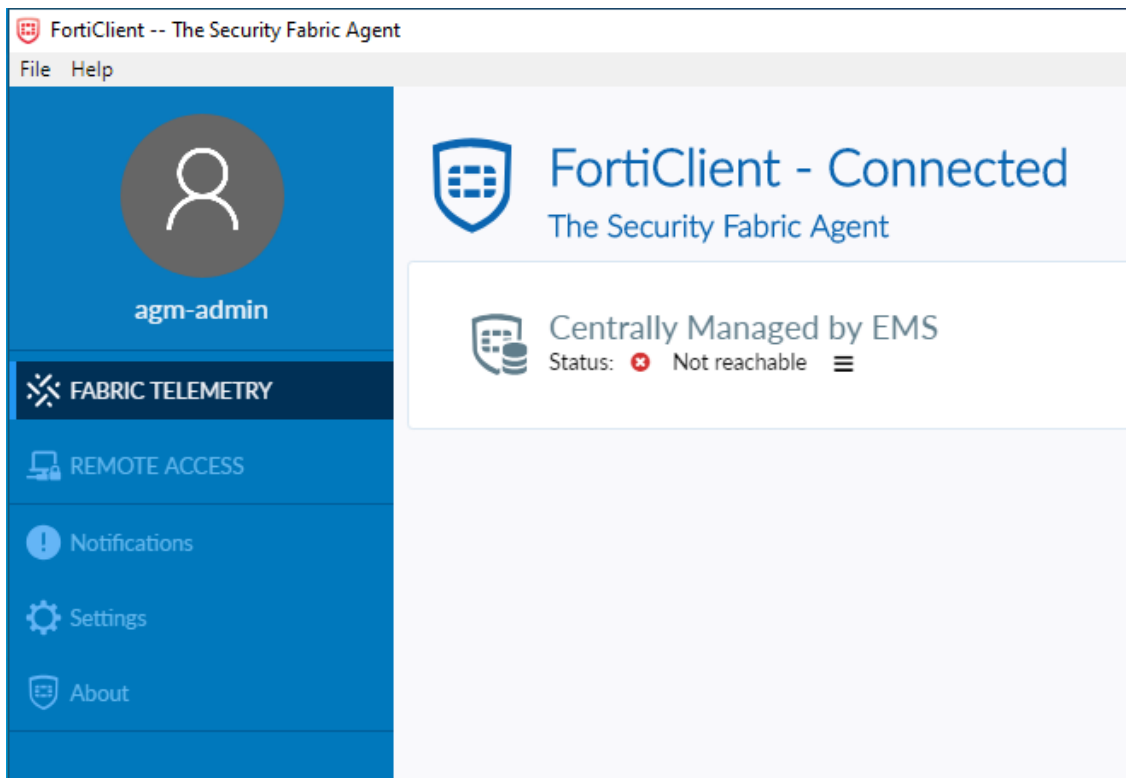 FortiClient -- The Security Fabric Agent
File Help
agm-admin
FABRIC TELEMETRY
REMOTE ACCESS
Notifications
Settings
About
FortiClient - Connected
The Security Fabric Agent
Centrally Managed by EMS
Status: Not reachable